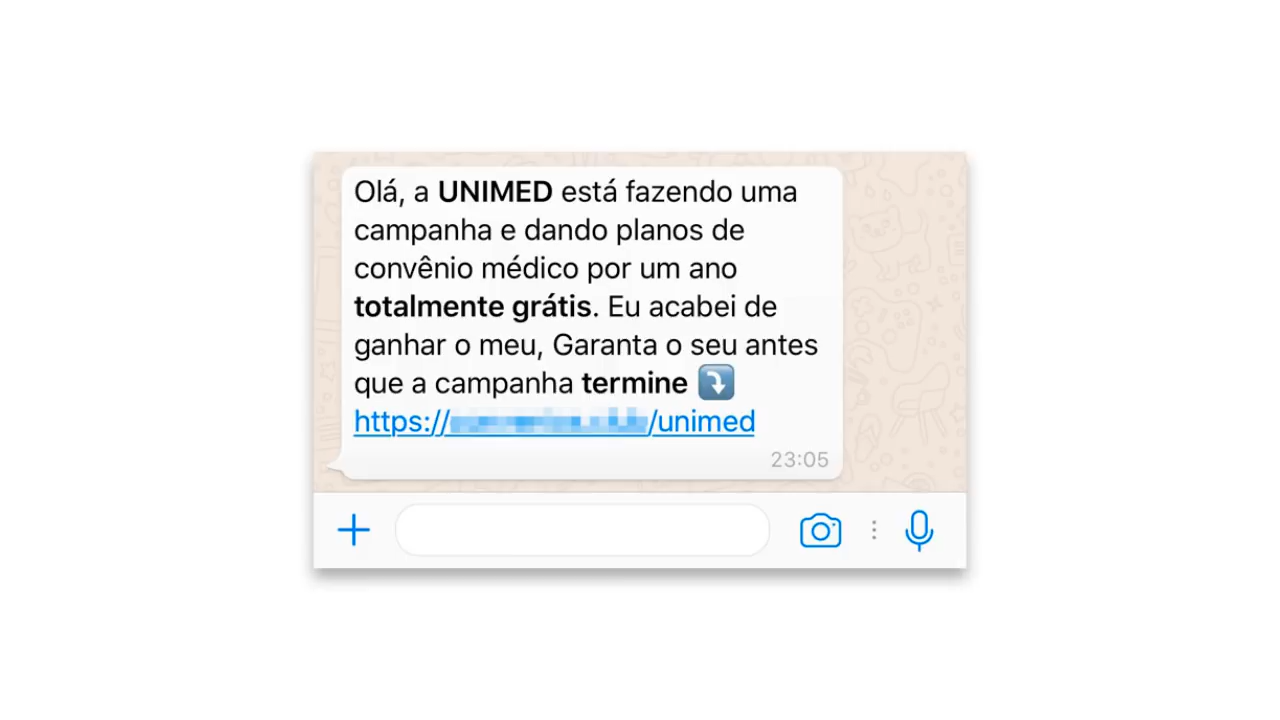 Olá, a UNIMED está fazendo uma
campanha e dando planos de
convênio médico por um ano
totalmente grátis. Eu acabei de
ganhar o meu, Garanta o seu antes
que a campanha termine ⤵️
https:///unimed
23:05